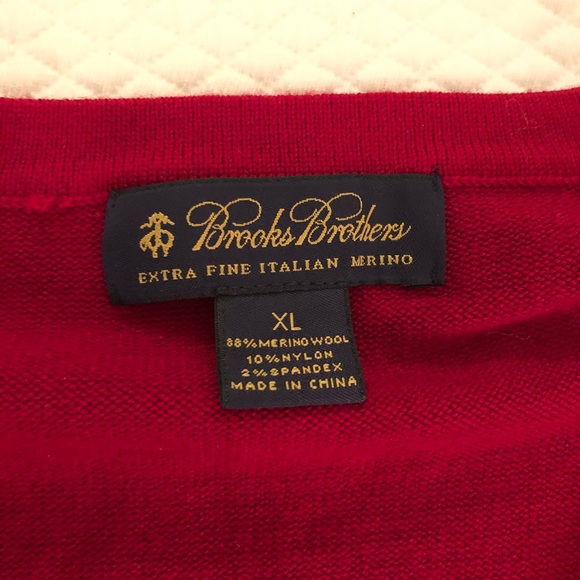 Brooks Brothers
EXTRA FINE ITALIAN MERINO
XL
88% MERINO WOOL
10% NYLON
2% SPANDEX
MADE IN CHINA